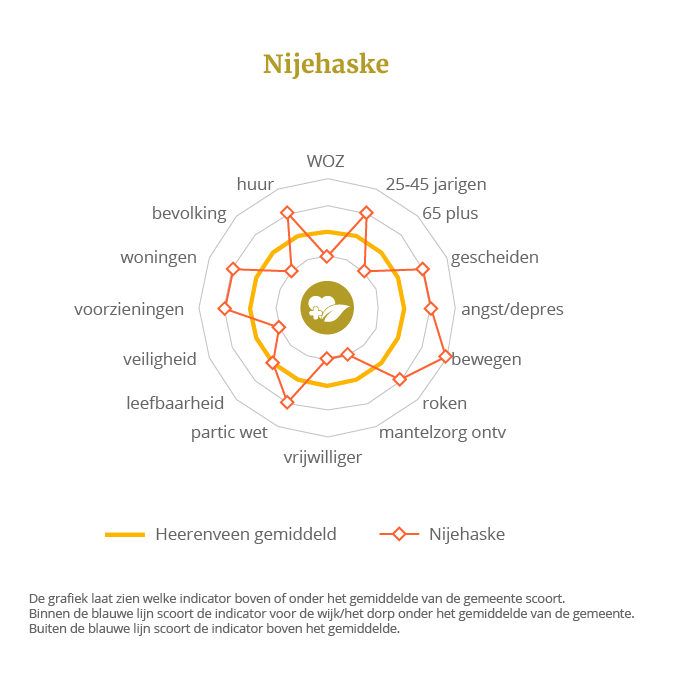 Nijehaske
WOZ
huur
25-45 jarigen
bevolking
65 plus
woningen
gescheiden
voorzieningen
angst/depres
veiligheid
bewegen
leefbaarheid
roken
partic wet
mantelzorg ontv
vrijwilliger
Heerenveen gemiddeld
Nijehaske
De grafiek laat zien welke indicator boven of onder het gemiddelde van de gemeente scoort.
Binnen de blauwe lijn scoort de indicator voor de wijk/het dorp onder het gemiddelde van de gemeente.
Buiten de blauwe lijn scoort de indicator boven het gemiddelde.